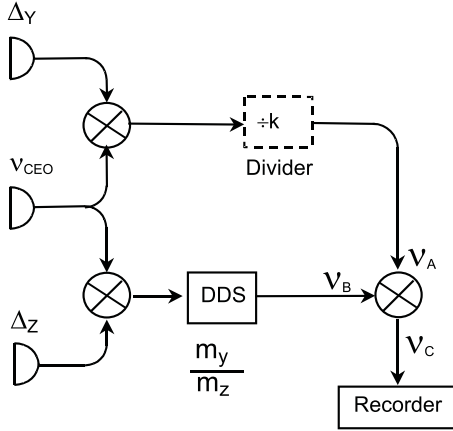 Δ_Y
ν_CEO
÷k
Divider
ν_A
ν_B
DDS
Δ_Z
m_y
m_z
ν_C
Recorder